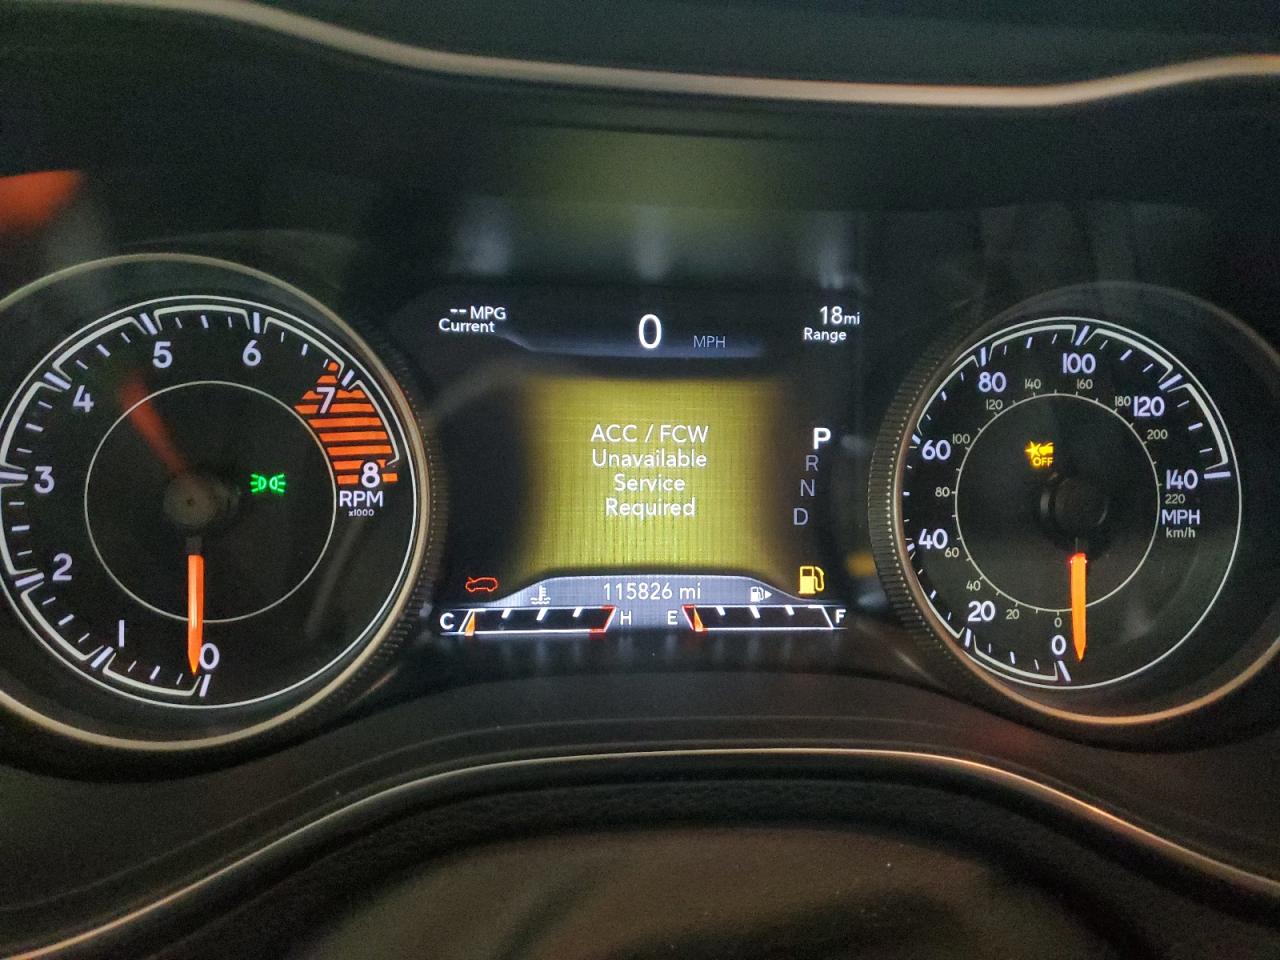 -- MPG
Current
0 MPH
18mi
Range
ACC / FCW
Unavailable
Service
Required
P
R
N
D
115826 mi
C H E F
0
1
2
3
4
5
6
7
8
RPM
x1000
0
20
40
60
80
100
120
140
MPH
km/h
0
20
60
80
100
120
140
160
180
200
220
OFF